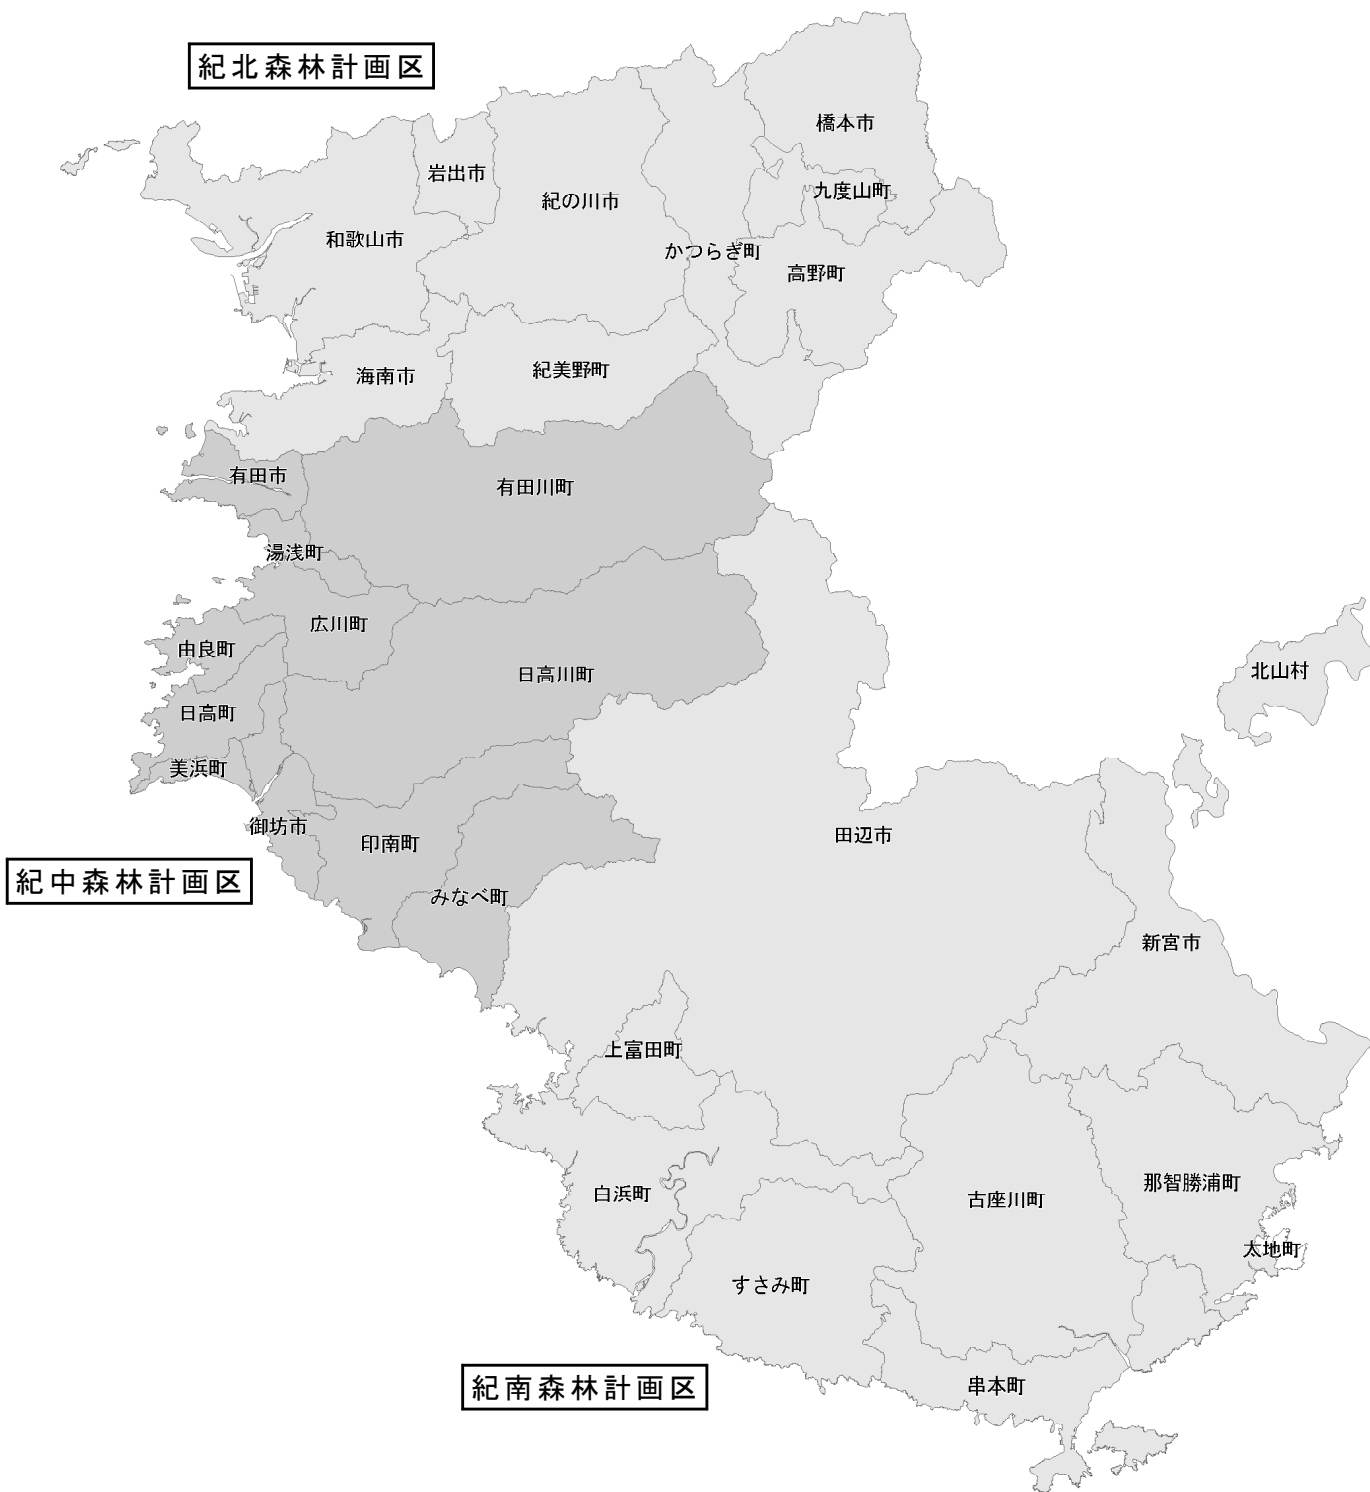 紀北森林計画区
橋本市
岩出市
九度山町
紀の川市
和歌山市
かつらぎ町
高野町
紀美野町
海南市
有田市
有田川町
湯浅町
広川町
由良町
北山村
日高川町
日高町
美浜町
御坊市
田辺市
印南町
紀中森林計画区
みなべ町
新宮市
上富田町
那智勝浦町
白浜町
古座川町
太地町
すさみ町
串本町
紀南森林計画区